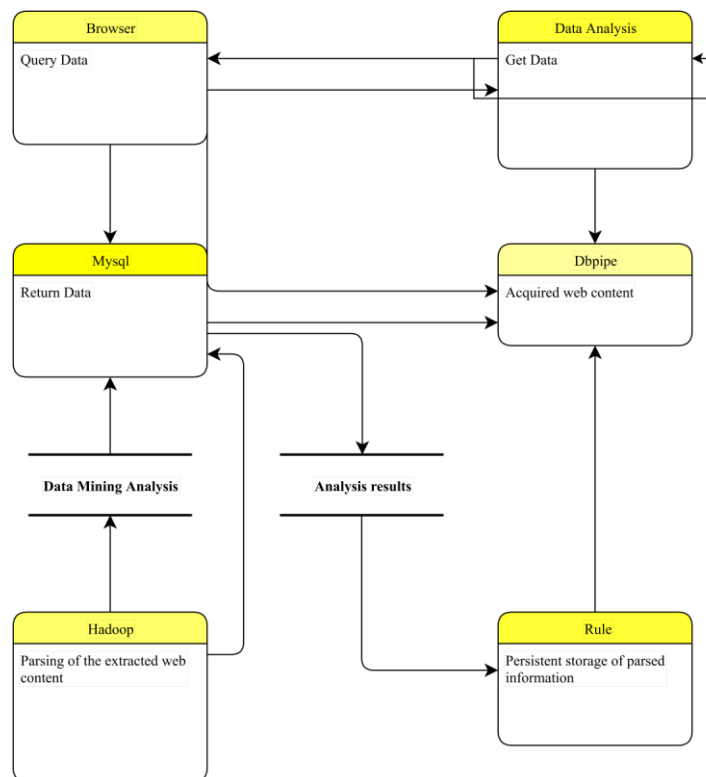 Browser
Query Data
Data Analysis
Get Data
Mysql
Return Data
Dbpipe
Acquired web content
Data Mining Analysis
Analysis results
Hadoop
Parsing of the extracted web
content
Rule
Persistent storage of parsed
information